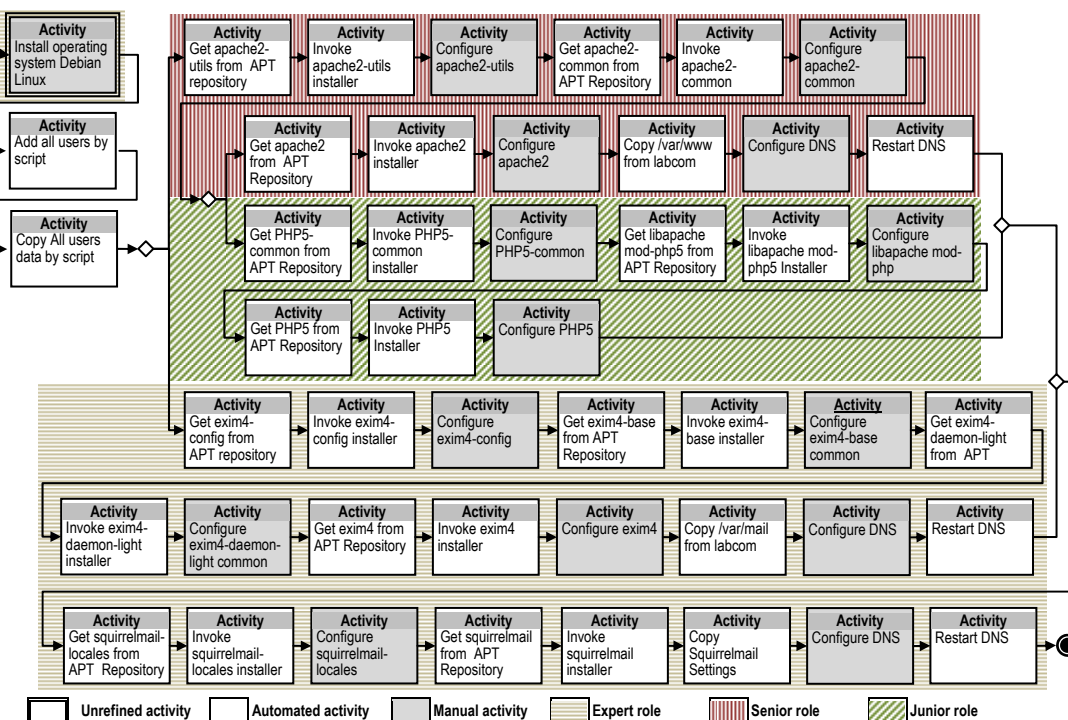 Activity
Install operating
system Debian
Linux
Activity
Add all users by
script
Activity
Copy All users
data by script
Activity
Get apache2-
utils from APT
repository
Activity
Invoke
apache2-utils
installer
Activity
Configure
apache2-utils
Activity
Get apache2-
common from
APT Repository
Activity
Invoke
apache2-
common
Activity
Configure
apache2-
common
Activity
Get apache2
from APT
Repository
Activity
Invoke apache2
installer
Activity
Configure
apache2
Activity
Copy /var/www
from labcom
Activity
Configure DNS
Activity
Restart DNS
Activity
Get PHP5-
common from
APT Repository
Activity
Invoke PHP5-
common
installer
Activity
Configure
PHP5-common
Activity
Get libapache
mod-php5 from
APT Repository
Activity
Invoke
libapache mod-
php5 Installer
Activity
Configure
libapache mod-
php
Activity
Get PHP5 from
APT Repository
Activity
Invoke PHP5
Installer
Activity
Configure PHP5
Activity
Get exim4-
config from
APT repository
Activity
Invoke exim4-
config installer
Activity
Configure
exim4-config
Activity
Get exim4-base
from APT
Repository
Activity
Invoke exim4-
base installer
Activity
Configure
exim4-base
common
Activity
Get exim4-
daemon-light
from APT
Activity
Invoke exim4-
daemon-light
installer
Activity
Configure
exim4-daemon-
light common
Activity
Get exim4 from
APT Repository
Activity
Invoke exim4
installer
Activity
Configure exim4
Activity
Copy /var/mail
from labcom
Activity
Configure DNS
Activity
Restart DNS
Activity
Get squirrelmail-
locales from
APT Repository
Activity
Invoke
squirrelmail-
locales installer
Activity
Configure
squirrelmail-
locales
Activity
Get squirrelmail
from APT
Repository
Activity
Invoke
squirrelmail
installer
Activity
Copy
Squirrelmail
Settings
Activity
Configure DNS
Activity
Restart DNS
Unrefined activity
Automated activity
Manual activity
Expert role
Senior role
Junior role